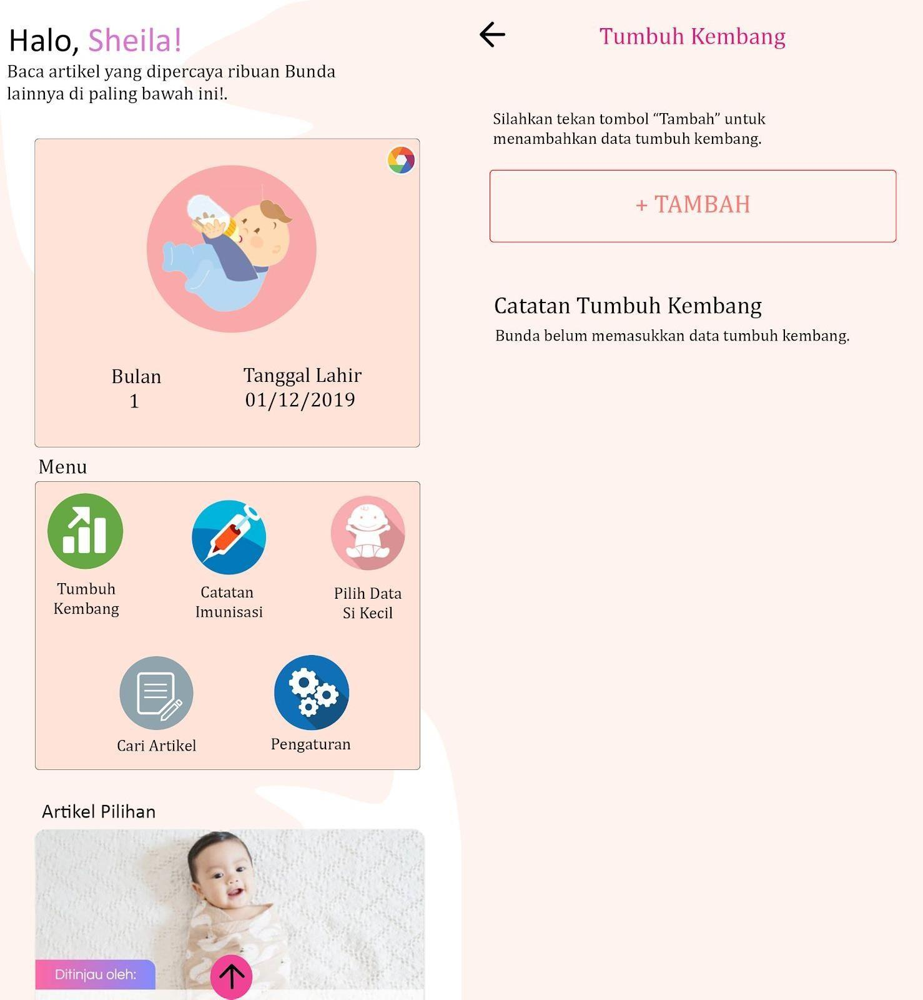 Halo, Sheila!
Baca artikel yang dipercaya ribuan Bunda
lainnya di paling bawah ini!.
Bulan
1
Tanggal Lahir
01/12/2019
Menu
Tumbuh
Kembang
Catatan
Imunisasi
Pilih Data
Si Kecil
Cari Artikel
Pengaturan
Artikel Pilihan
Ditinjau oleh:
Tumbuh Kembang
Silahkan tekan tombol “Tambah” untuk
menambahkan data tumbuh kembang.
+ TAMBAH
Catatan Tumbuh Kembang
Bunda belum memasukkan data tumbuh kembang.